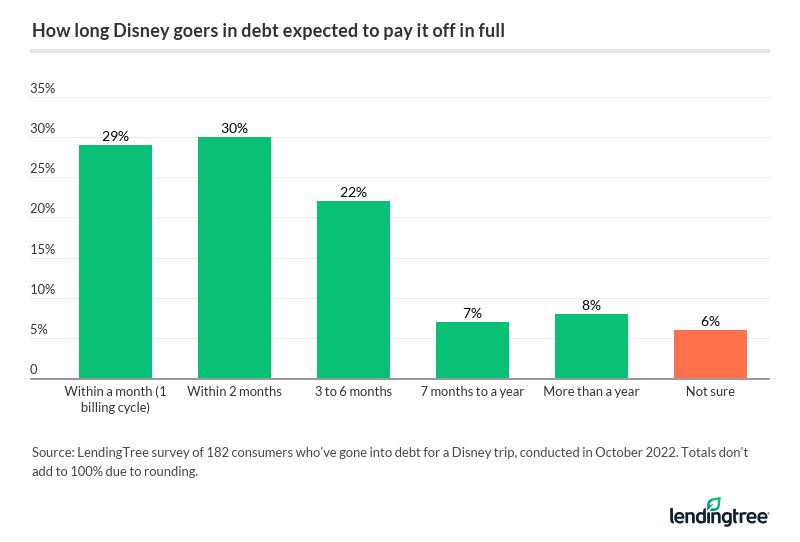 How long Disney goers in debt expected to pay it off in full
35%
30%
25%
20%
15%
10%
5%
0
29%
30%
22%
7%
8%
6%
Within a month (1
billing cycle)
Within 2 months
3 to 6 months
7 months to a year
More than a year
Not sure
Source: LendingTree survey of 182 consumers who've gone into debt for a Disney trip, conducted in October 2022. Totals don't
add to 100% due to rounding.
lendingtree